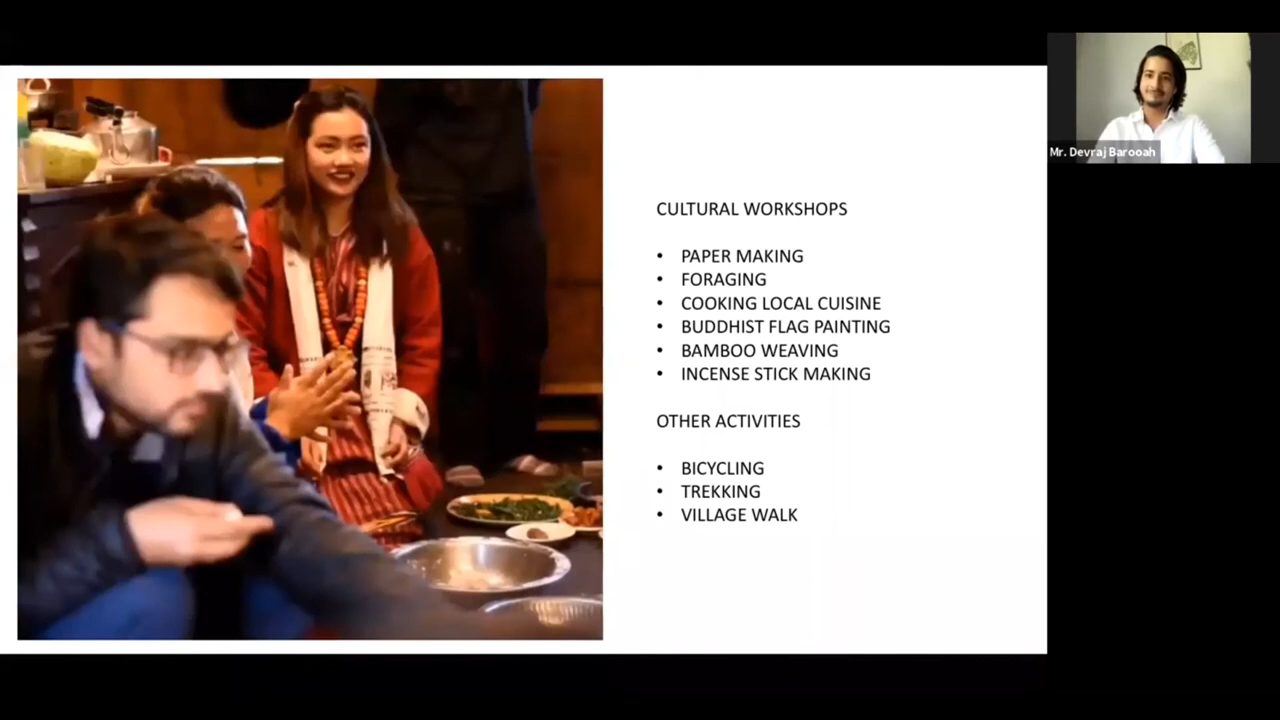 CULTURAL WORKSHOPS
• PAPER MAKING
• FORAGING
• COOKING LOCAL CUISINE
• BUDDHIST FLAG PAINTING
• BAMBOO WEAVING
• INCENSE STICK MAKING
OTHER ACTIVITIES
• BICYCLING
• TREKKING
• VILLAGE WALK
Mr. Devraj Barooah